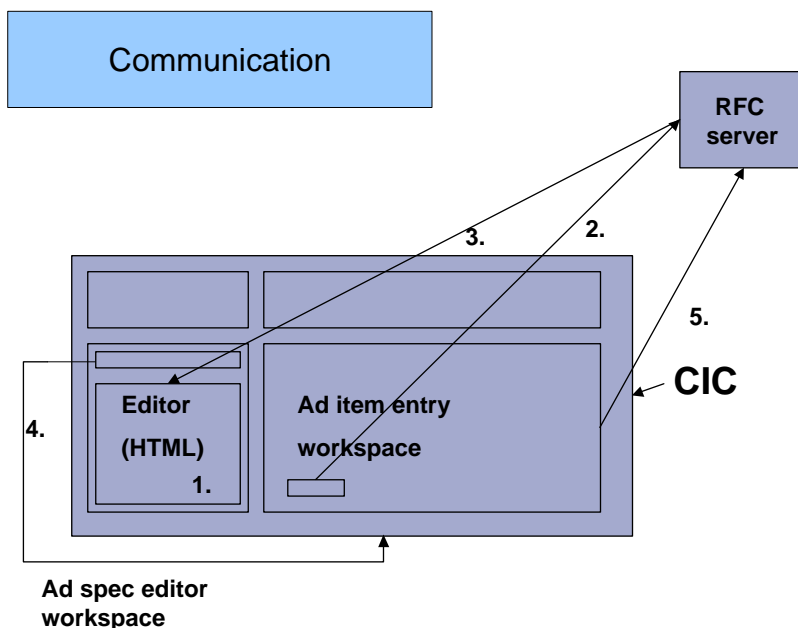 Communication
RFC
server
3.
2.
5.
CIC
Editor
(HTML)
1.
Ad item entry
workspace
4.
Ad spec editor
workspace